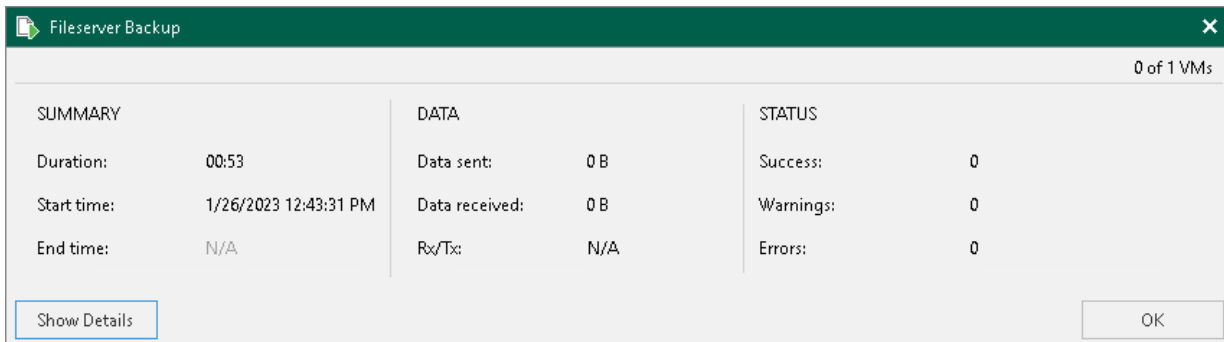 Fileserver Backup
0 of 1 VMs
SUMMARY DATA STATUS
Duration: 00:53 Data sent: 0 B Success: 0
Start time: 1/26/2023 12:43:31 PM Data received: 0 B Warnings: 0
End time: N/A Rx/Tx: N/A Errors: 0
Show Details OK